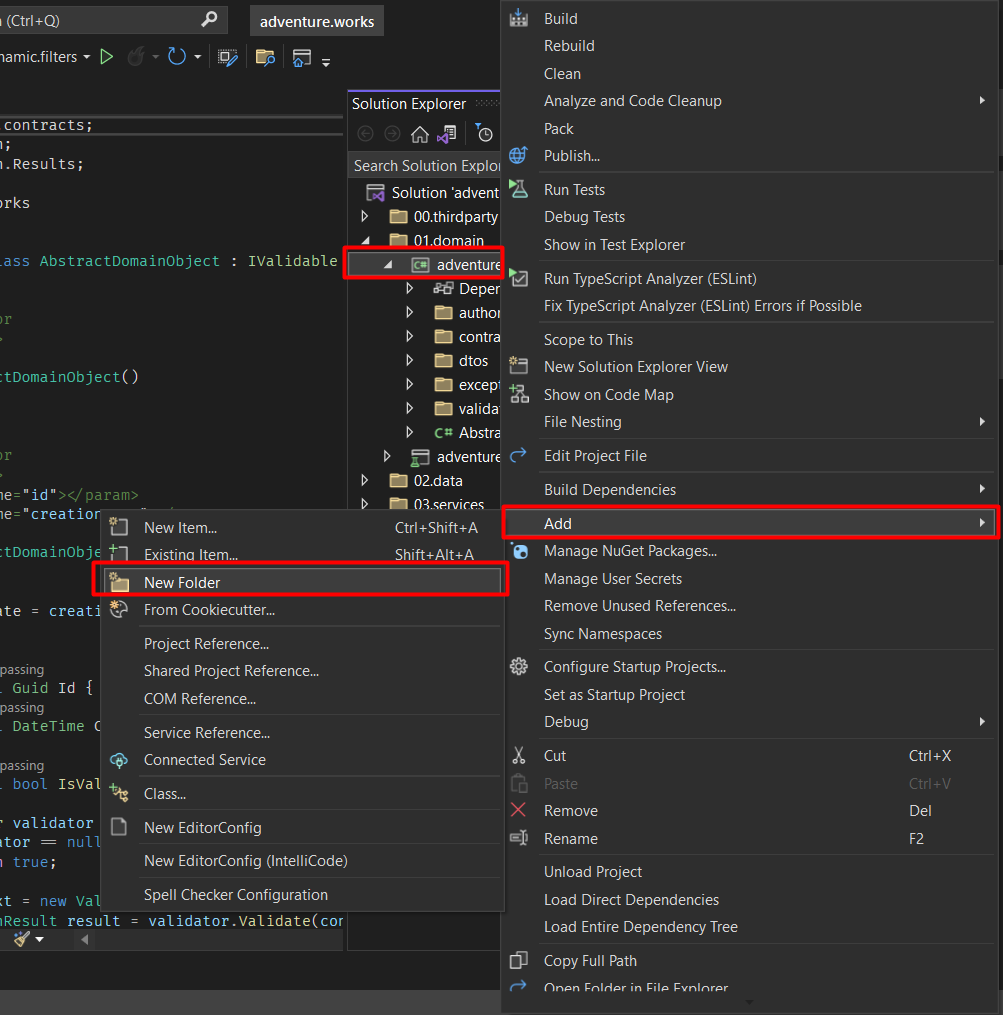 (Ctrl+Q)
adventure.works
namic.filters
.contracts;
;
.Results;
orks
lass AbstractDomainObject : IValidable
or
>
ctDomainObject()
or
>
me="id"></param>
me="creation
ctDomainObje
ate = creati
passing
Guid Id {
passing
DateTime
passing
bool IsVal
r validator
ator == null
n true;
xt = new Val
nResult result = validator.Validate(con
Solution Explorer
Search Solution Explo
Solution 'advent
00.thirdparty
01.domain
adventure
Deper
author
contra
dtos
except
valida
Abstra
adventure
02.data
03.services
New Item... Ctrl+Shift+A
Existing Item... Shift+Alt+A
New Folder
From Cookiecutter...
Project Reference...
Shared Project Reference...
COM Reference...
Service Reference...
Connected Service
Class...
New EditorConfig
New EditorConfig (IntelliCode)
Spell Checker Configuration
Build
Rebuild
Clean
Analyze and Code Cleanup
Pack
Publish...
Run Tests
Debug Tests
Show in Test Explorer
Run TypeScript Analyzer (ESLint)
Fix TypeScript Analyzer (ESLint) Errors if Possible
Scope to This
New Solution Explorer View
Show on Code Map
File Nesting
Edit Project File
Build Dependencies
Add
Manage NuGet Packages...
Manage User Secrets
Remove Unused References...
Sync Namespaces
Configure Startup Projects...
Set as Startup Project
Debug
Cut Ctrl+X
Paste Ctrl+V
Remove Del
Rename F2
Unload Project
Load Direct Dependencies
Load Entire Dependency Tree
Copy Full Path
Open Folder in File Explorer